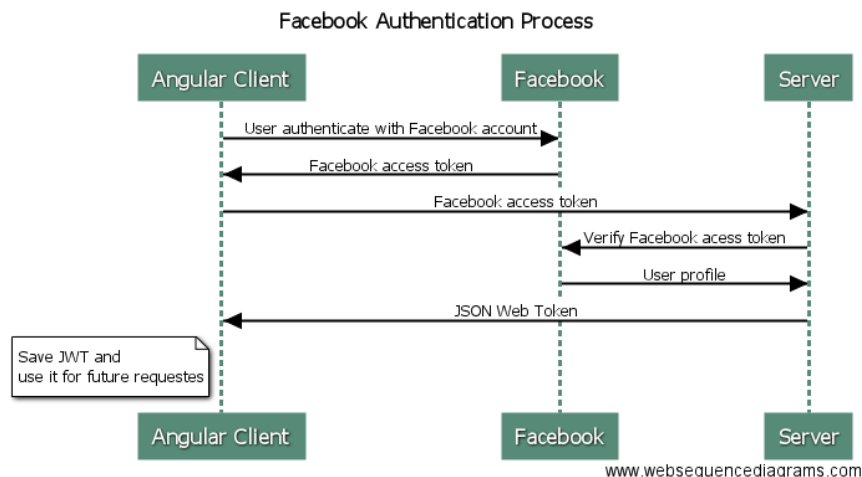 Facebook Authentication Process
Angular Client
Facebook
Server
User authenticate with Facebook account
Facebook access token
Facebook access token
Verify Facebook acess token
User profile
JSON Web Token
Save JWT and
use it for future requestes
Angular Client
Facebook
Server
www.websequencediagrams.com